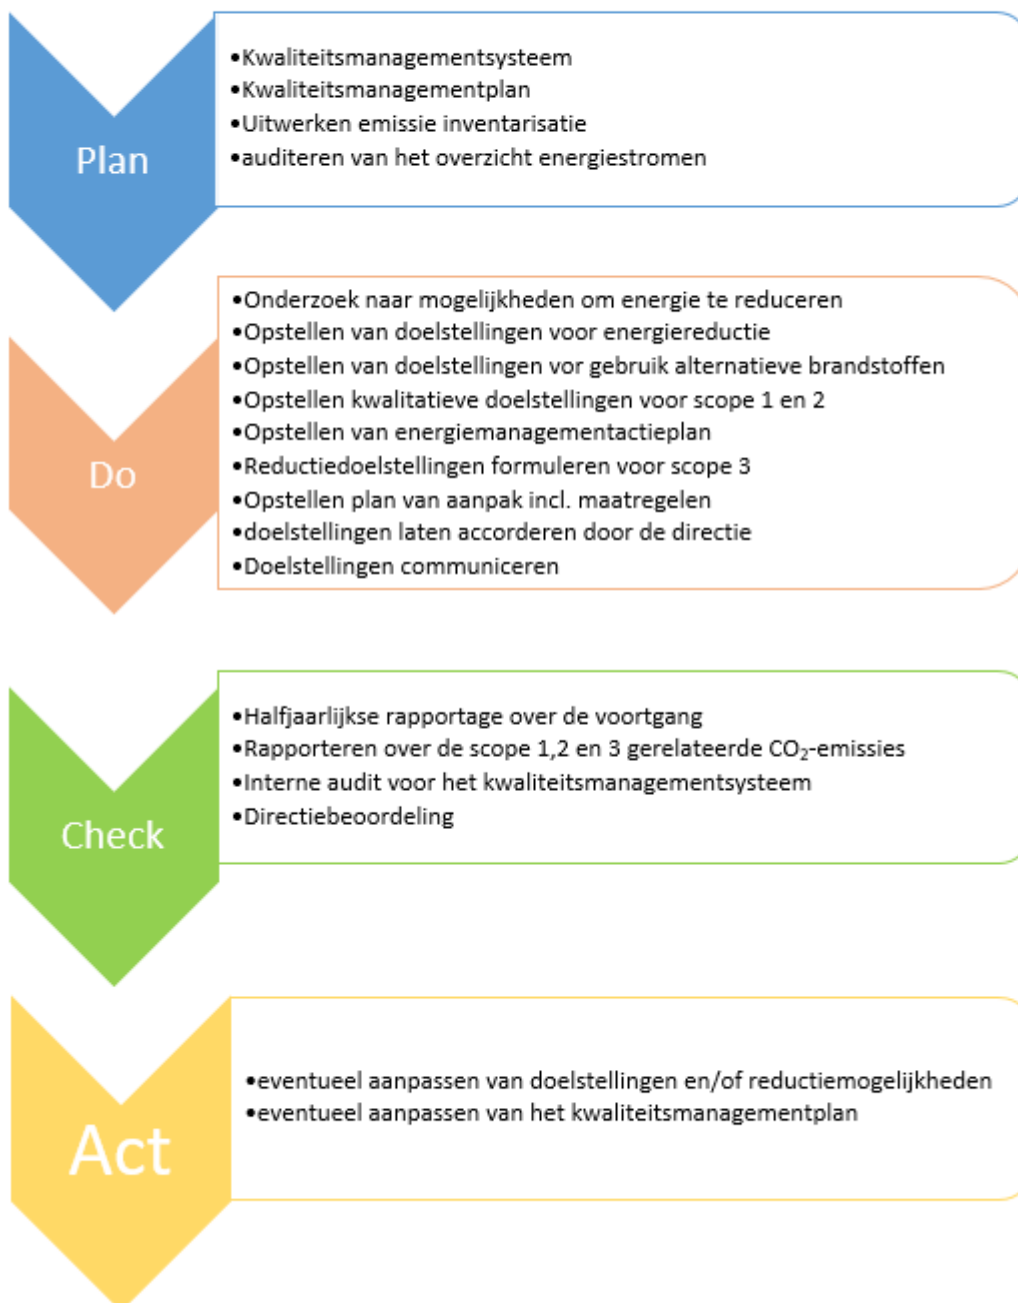 Plan
•Kwaliteitsmanagementsysteem
•Kwaliteitsmanagementplan
•Uitwerken emissie inventarisatie
•auditeren van het overzicht energiestromen
Do
•Onderzoek naar mogelijkheden om energie te reduceren
•Opstellen van doelstellingen voor energiereductie
•Opstellen van doelstellingen vor gebruik alternatieve brandstoffen
•Opstellen kwalitatieve doelstellingen voor scope 1 en 2
•Opstellen van energiemanagementactieplan
•Reductiedoelstellingen formuleren voor scope 3
•Opstellen plan van aanpak incl. maatregelen
•doelstellingen laten accorderen door de directie
•Doelstellingen communiceren
Check
•Halfjaarlijkse rapportage over de voortgang
•Rapporteren over de scope 1,2 en 3 gerelateerde CO₂-emissies
•Interne audit voor het kwaliteitsmanagementsysteem
•Directiebeoordeling
Act
•eventueel aanpassen van doelstellingen en/of reductiemogelijkheden
•eventueel aanpassen van het kwaliteitsmanagementplan